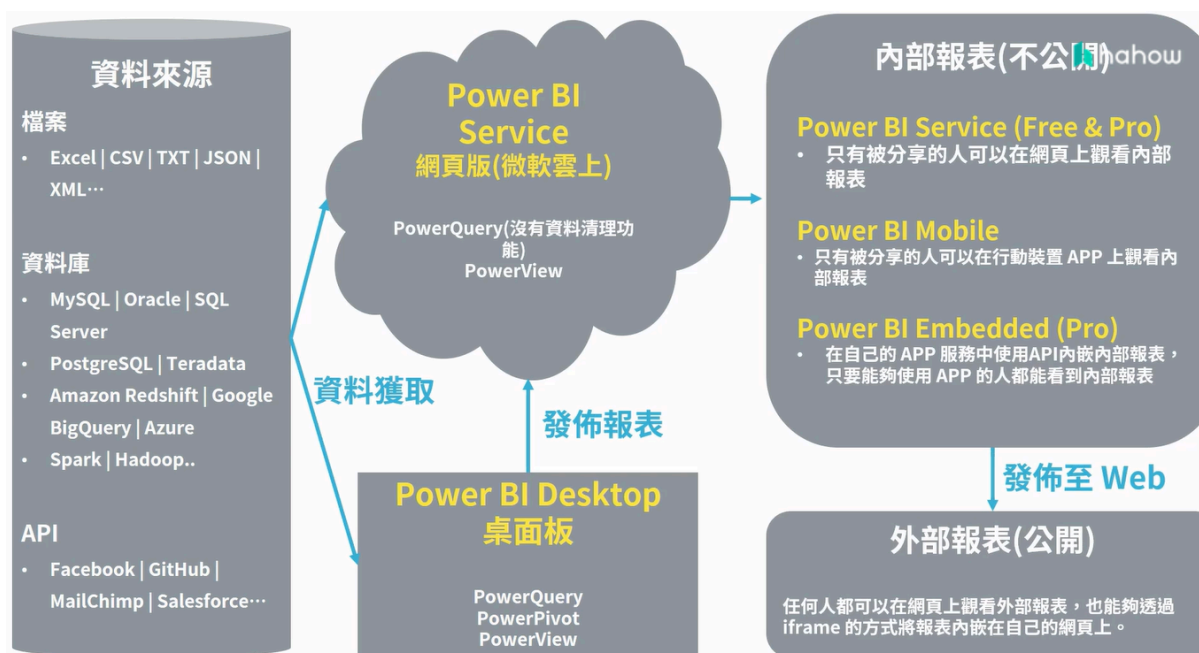 資料來源
檔案
• Excel | CSV | TXT | JSON |
XML…
資料庫
• MySQL | Oracle | SQL
Server
• PostgreSQL | Teradata
• Amazon Redshift | Google
BigQuery | Azure
• Spark | Hadoop..
API
• Facebook | GitHub |
MailChimp | Salesforce…
資料獲取
Power BI
Service
網頁版(微軟雲上)
PowerQuery(沒有資料清理功
能)
PowerView
發佈報表
Power BI Desktop
桌面板
PowerQuery
PowerPivot
PowerView
內部報表(不公開)
hahow
Power BI Service (Free & Pro)
• 只有被分享的人可以在網頁上觀看內部
報表
Power BI Mobile
• 只有被分享的人可以在行動裝置 APP 上觀看內
部報表
Power BI Embedded (Pro)
• 在自己的 APP 服務中使用API內嵌內部報表，
只要能夠使用 APP 的人都能看到內部報表
發佈至 Web
外部報表(公開)
任何人都可以在網頁上觀看外部報表，也能夠透過
iframe 的方式將報表內嵌在自己的網頁上。